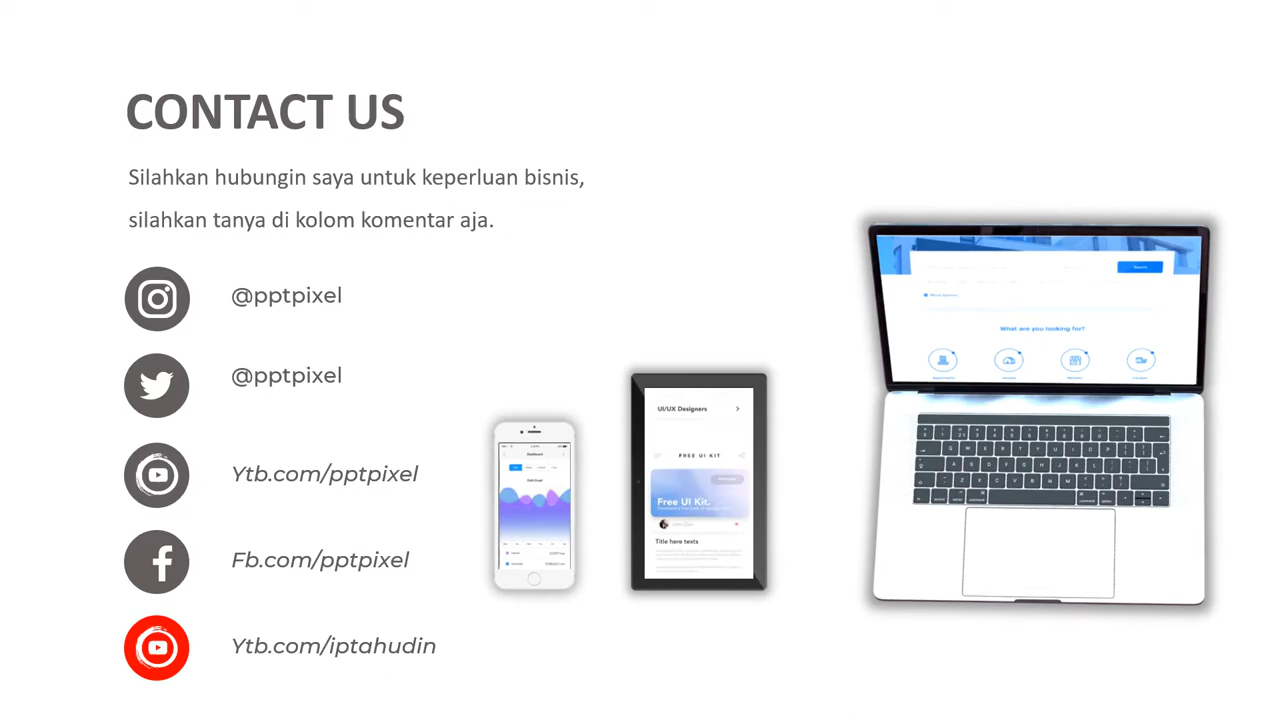 CONTACT US
Silahkan hubungin saya untuk keperluan bisnis,
silahkan tanya di kolom komentar aja.
@pptpixel
@pptpixel
Ytb.com/pptpixel
Fb.com/pptpixel
Ytb.com/iptahudin
Dashboard
UI/UX Designers
FREE UI KIT
Free UI Kit.
Title here texts
What are you looking for?